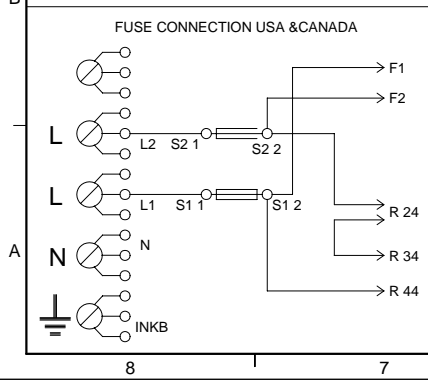 B
FUSE CONNECTION USA &CANADA
F1
F2
L
L2 S2 1 S2 2
L
L1 S1 1 S1 2
R 24
A
N
N
R 34
R 44
INKB
8 7